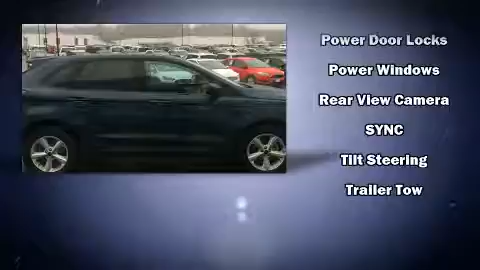 Power Door Locks
Power Windows
Rear View Camera
SYNC
Tilt Steering
Trailer Tow